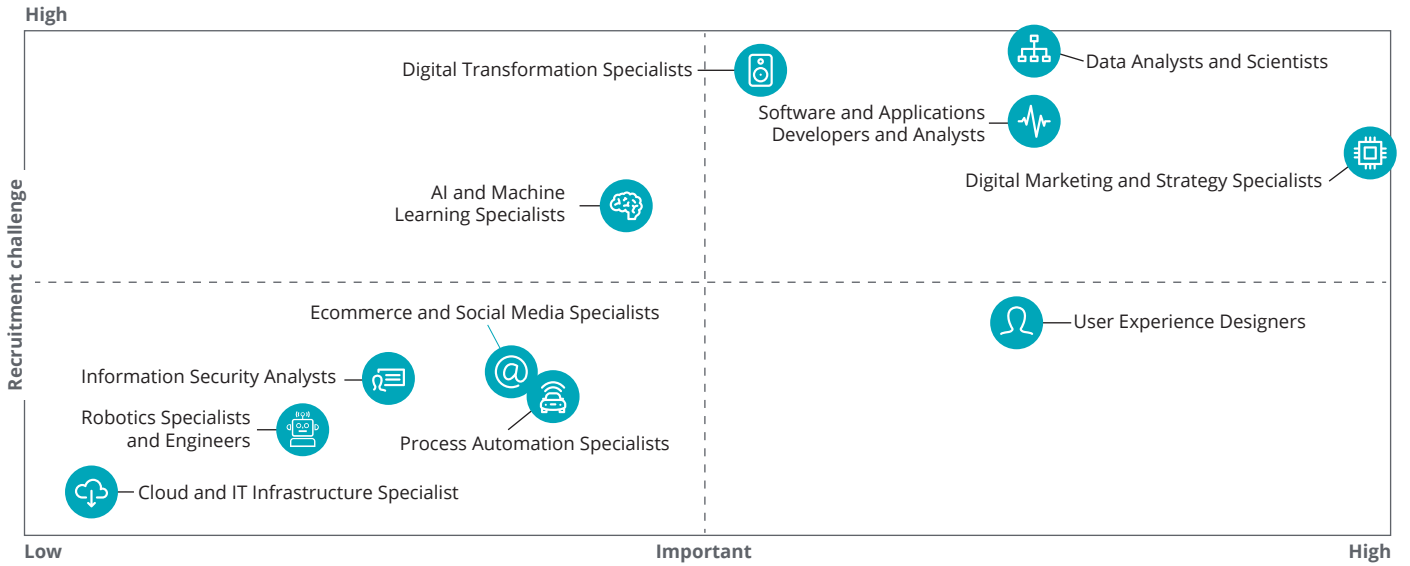 High
Digital Transformation Specialists
Data Analysts and Scientists
Software and Applications
Developers and Analysts
Digital Marketing and Strategy Specialists
AI and Machine
Learning Specialists
Recruitment challenge
Ecommerce and Social Media Specialists
User Experience Designers
Information Security Analysts
@
Robotics Specialists
and Engineers
Process Automation Specialists
Cloud and IT Infrastructure Specialist
Low
Important
High